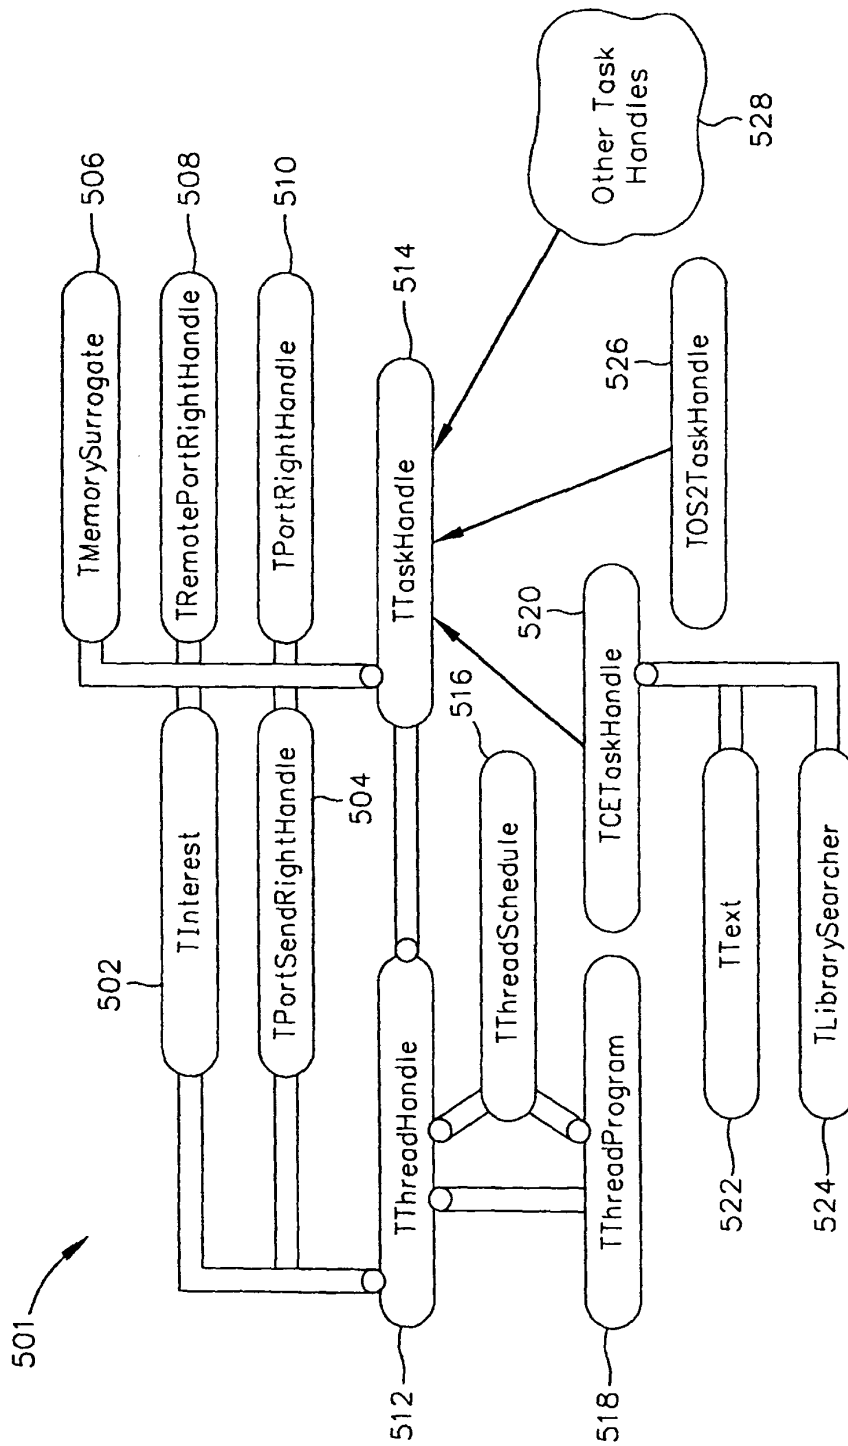 501
502
TInterest
TMemorySurrogate
506
TRemotePortRightHandle
508
TPortSendRightHandle
504
TPortRightHandle
510
512
TThreadHandle
TTaskHandle
514
TThreadSchedule
516
518
TThreadProgram
TCETaskHandle
520
TOS2TaskHandle
526
Other Task
Handles
528
522
TText
524
TLibrarySearcher